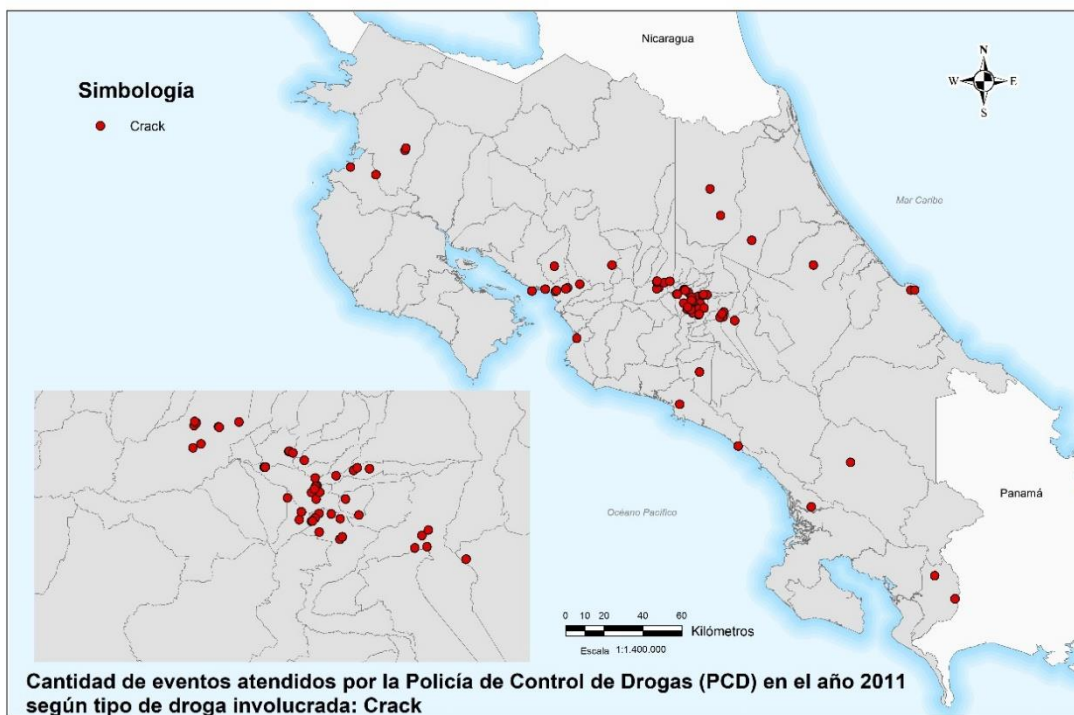 Nicaragua
N
W E
S
Simbología
Crack
Mar Caribe
Panamá
Océano Pacífico
0 10 20 40 60
Kilómetros
Escala 1:1.400.000
Cantidad de eventos atendidos por la Policía de Control de Drogas (PCD) en el año 2011
según tipo de droga involucrada: Crack